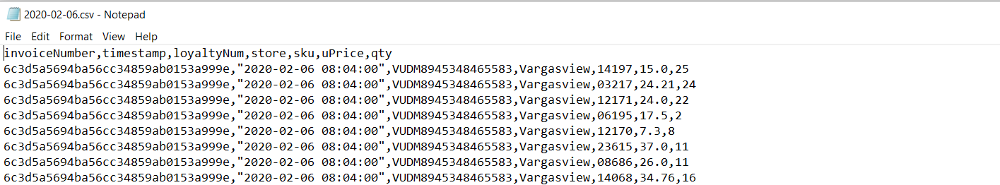 2020-02-06.csv - Notepad
File Edit Format View Help
invoiceNumber,timestamp,loyaltyNum,store,sku,uPrice,qty
6c3d5a5694ba56cc34859ab0153a999e,"2020-02-06 08:04:00",VUDM8945348465583,Vargasview,14197,15.0,25
6c3d5a5694ba56cc34859ab0153a999e,"2020-02-06 08:04:00",VUDM8945348465583,Vargasview,03217,24.21,24
6c3d5a5694ba56cc34859ab0153a999e,"2020-02-06 08:04:00",VUDM8945348465583,Vargasview,12171,24.0,22
6c3d5a5694ba56cc34859ab0153a999e,"2020-02-06 08:04:00",VUDM8945348465583,Vargasview,06195,17.5,2
6c3d5a5694ba56cc34859ab0153a999e,"2020-02-06 08:04:00",VUDM8945348465583,Vargasview,12170,7.3,8
6c3d5a5694ba56cc34859ab0153a999e,"2020-02-06 08:04:00",VUDM8945348465583,Vargasview,23615,37.0,11
6c3d5a5694ba56cc34859ab0153a999e,"2020-02-06 08:04:00",VUDM8945348465583,Vargasview,08686,26.0,11
6c3d5a5694ba56cc34859ab0153a999e,"2020-02-06 08:04:00",VUDM8945348465583,Vargasview,14068,34.76,16